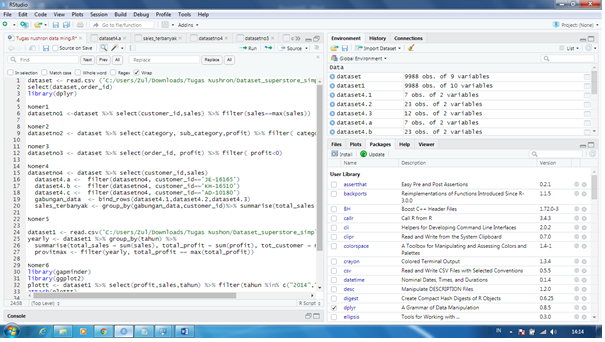 RStudio
File Edit Code View Plots Session Build Debug Profile Tools Help
Go to file/function
Addins
Project: (None)
Tugas nushron data ming.R*
dataset4.a
sales_terbanyak
datasetno4
datasetno1
Source on Save
Run
Source
Find
Next
Prev
All
Replace
Replace
All
In selection
Match case
Whole word
Regex
Wrap
1 dataset <- read.csv ("C:/Users/Zul/Downloads/Tugas Nushron/Dataset_superstore_simp
2 select(dataset,order_id)
3 library(dplyr)
4
5 Nomer1
6 datasetno1 <-dataset %>% select(customer_id,sales) %>% filter(sales==max(sales))
7
8 Nomer2
9 datasetno2 <- dataset %>% select(category, sub_category,profit) %>% filter( categor
10
11 Nomer3
12 datasetno3 <- dataset %>% select(order_id, profit) %>% filter( profit<0)
13
14 Nomer4
15 datasetno4 <- dataset %>% select(customer_id,sales)
16 dataset4.a <- filter(datasetno4, customer_id=="JE-16165")
17 dataset4.b <- filter(datasetno4, customer_id=="KH-16510")
18 dataset4.c <- filter(datasetno4, customer_id=="AD-10180")
19 gabungan_data <- bind_rows(dataset4.1,dataset4.2,dataset4.3)
20 sales_terbanyak <- group_by(gabungan_data,customer_id)%>% summarise(total_sales
21
22 Nomer5
23
24 dataset1 <- read.csv("C:/Users/Zul/Downloads/Tugas Nushron/Dataset_superstore_simpl
25 yearly <- dataset1 %>% group_by(tahun) %>%
26 summarise(total_sales = sum(sales), total_profit = sum(profit), tot_customer =
27 provitmax <- filter(yearly, total_profit == max(total_profit))
28
29 Nomer6
30 library(gapminder)
31 library(ggplot2)
32 plottt <- dataset1 %>% select(profit,sales,tahun) %>% filter(tahun %in% c("2014",
24:58
(Top Level)
R Script
Console
Environment
History
Connections
Import Dataset
List
Global Environment
Data
dataset 9988 obs. of 9 variables
dataset1 9988 obs. of 10 variables
dataset4.1 7 obs. of 2 variables
dataset4.2 23 obs. of 2 variables
dataset4.3 12 obs. of 2 variables
dataset4.a 7 obs. of 2 variables
dataset4.b 23 obs. of 2 variables
Files
Plots
Packages
Help
Viewer
Install
Update
Name
Description
Version
User Library
assertthat Easy Pre and Post Assertions 0.2.1
backports Reimplementations of Functions Introduced Since R-3.0.0 1.1.5
BH Boost C++ Header Files 1.72.0-3
callr Call R from R 3.4.3
cli Helpers for Developing Command Line Interfaces 2.0.2
clipr Read and Write from the System Clipboard 0.7.0
colorspace A Toolbox for Manipulating and Assessing Colors and Palettes 1.4-1
crayon Colored Terminal Output 1.3.4
csv Read and Write CSV Files with Selected Conventions 0.5.5
datetime Nominal Dates, Times, and Durations 0.1.4
desc Manipulate DESCRIPTION Files 1.2.0
digest Create Compact Hash Digests of R Objects 0.6.25
dplyr A Grammar of Data Manipulation 0.8.5
ellipsis Tools for Working with ... 0.3.0
IN
14:14